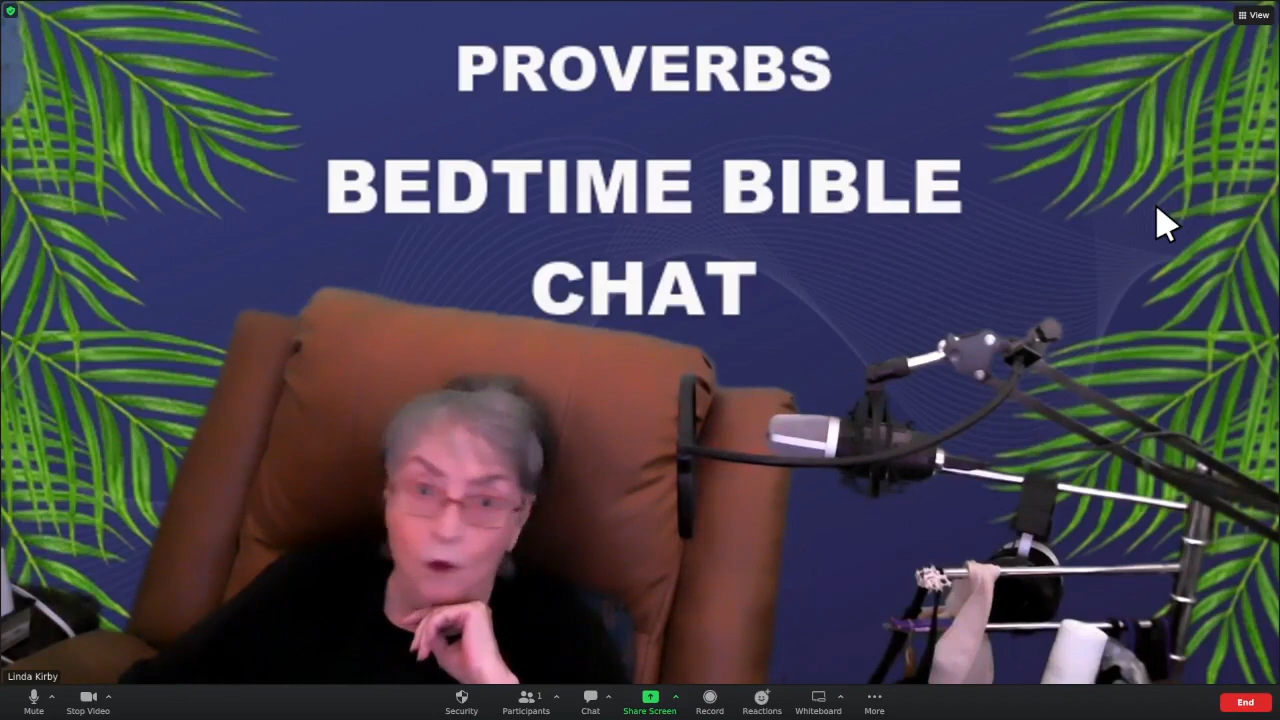 View
PROVERBS
BEDTIME BIBLE
CHAT
Linda Kirby
Mute
Stop Video
Security
Participants
1
Chat
Share Screen
Record
Reactions
Whiteboard
More
End